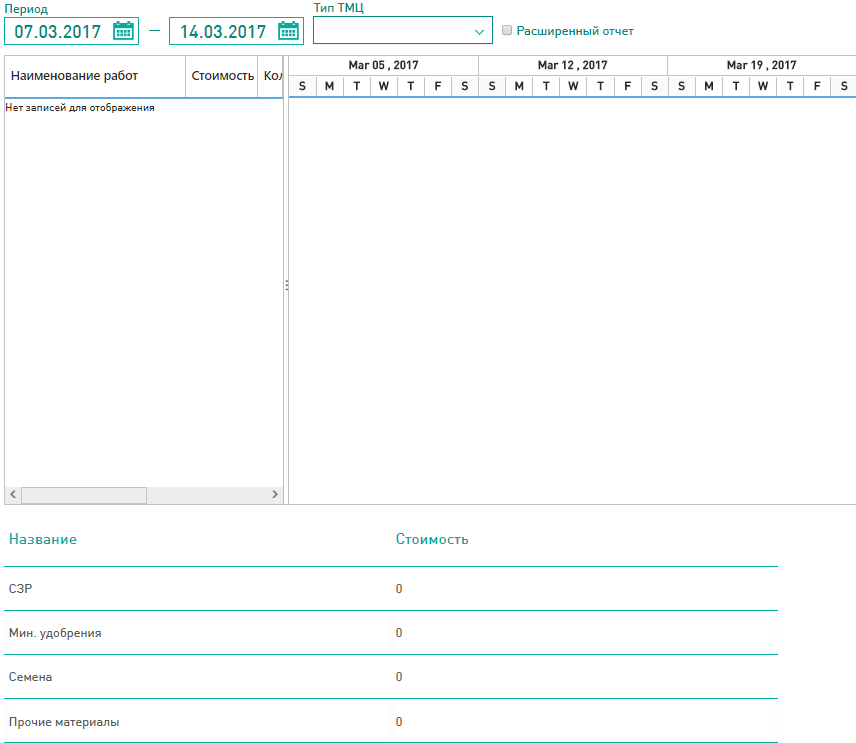 Период
Тип ТМЦ
07.03.2017 — 14.03.2017
Расширенный отчет
Наименование работ Стоимость Кол
Mar 05 , 2017 Mar 12 , 2017 Mar 19 , 2017
S M T W T F S S M T W T F S S M T W T F S
Нет записей для отображения
Название Стоимость
СЗР 0
Мин. удобрения 0
Семена 0
Прочие материалы 0